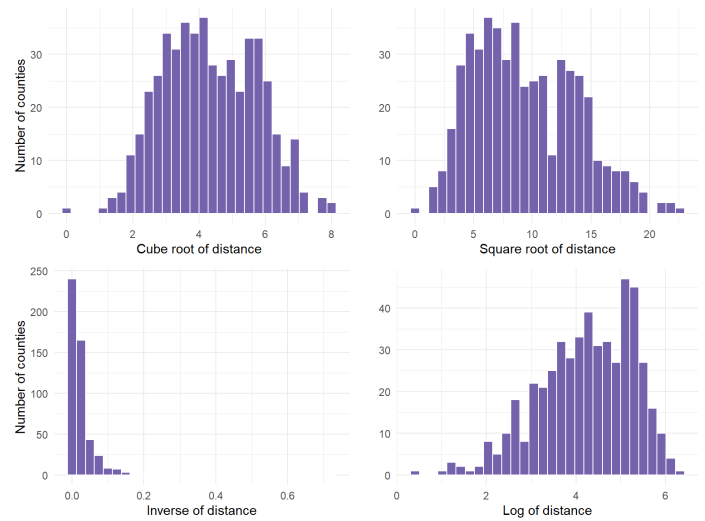 Number of counties
30
20
10
0
0 2 4 6 8
Cube root of distance
30
20
10
0
0 5 10 15 20
Square root of distance
Number of counties
250
200
150
100
50
0
0.0 0.2 0.4 0.6
Inverse of distance
40
30
20
10
0
0 2 4 6
Log of distance